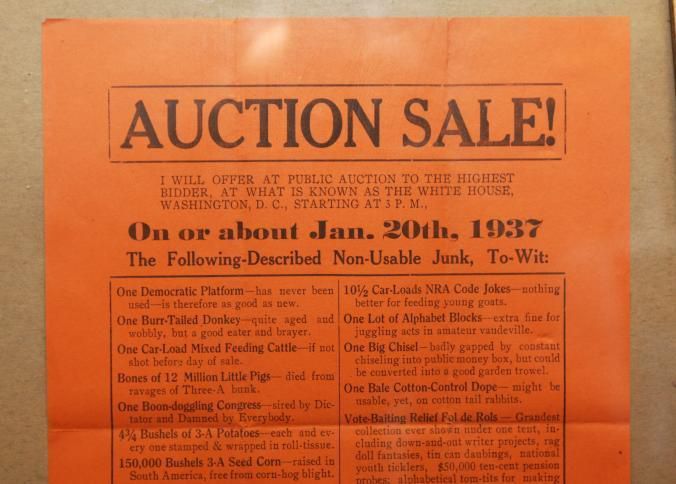 AUCTION SALE!
I WILL OFFER AT PUBLIC AUCTION TO THE HIGHEST
BIDDER, AT WHAT IS KNOWN AS THE WHITE HOUSE,
WASHINGTON, D. C., STARTING AT 3 P. M.,
On or about Jan. 20th, 1937
The Following-Described Non-Usable Junk, To-Wit:
One Democratic Platform—has never been
used—is therefore as good as new.
One Burr-Tailed Donkey—quite aged and
wobbly, but a good eater and brayer.
One Car-Load Mixed Feeding Cattle—if not
shot before day of sale.
Bones of 12 Million Little Pigs— died from
ravages of Three-A bunk.
One Boon-doggling Congress—sired by Dic-
tator and Damned by Everybody.
4¾ Bushels of 3-A Potatoes—each and ev-
ery one stamped & wrapped in roll-tissue.
150,000 Bushels 3-A Seed Corn—raised in
South America, free from corn-hog blight.
10½ Car-Loads NRA Code Jokes—nothing
better for feeding young goats.
One Lot of Alphabet Blocks—extra fine for
juggling acts in amateur vaudeville.
One Big Chisel—badly gapped by constant
chiseling into public money box, but could
be converted into a good garden trowel.
One Bale Cotton-Control Dope— might be
usable, yet, on cotton tail rabbits.
Vote-Baiting Relief Fol de Rols — Grandest
collection ever shown under one tent, in-
cluding down-and-out writer projects, rag
doll fantasies, tin can daubings, national
youth ticklers, $50,000 ten-cent pension
probes; alphabetical tom-tits for making